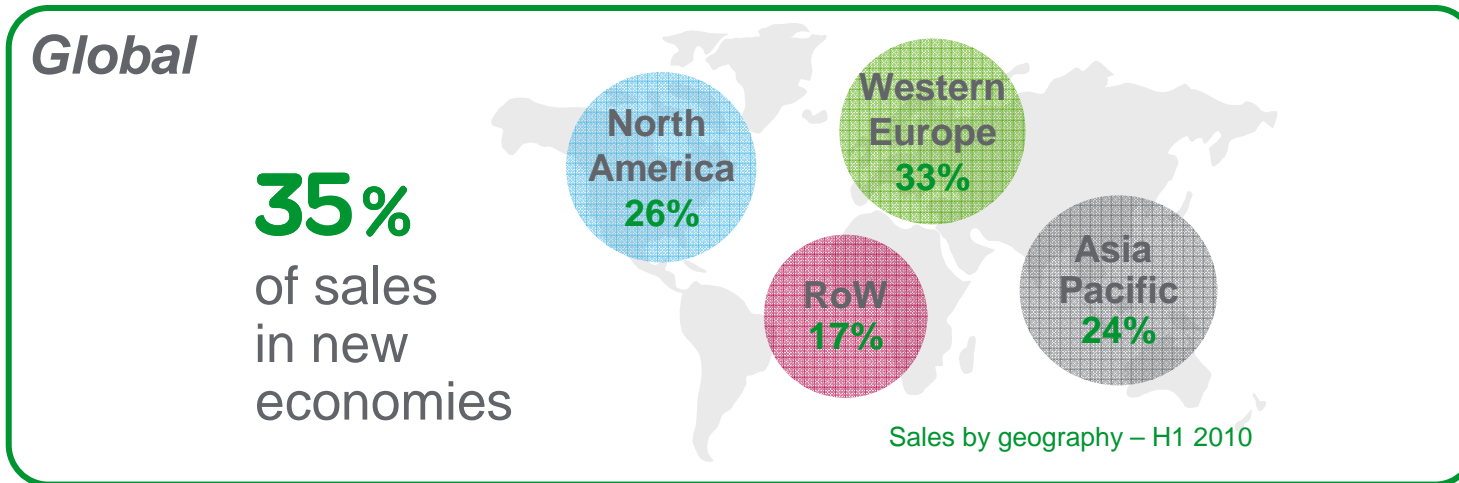 Global
35%
of sales
in new
economies
North
America
26%
Western
Europe
33%
RoW
17%
Asia
Pacific
24%
Sales by geography – H1 2010